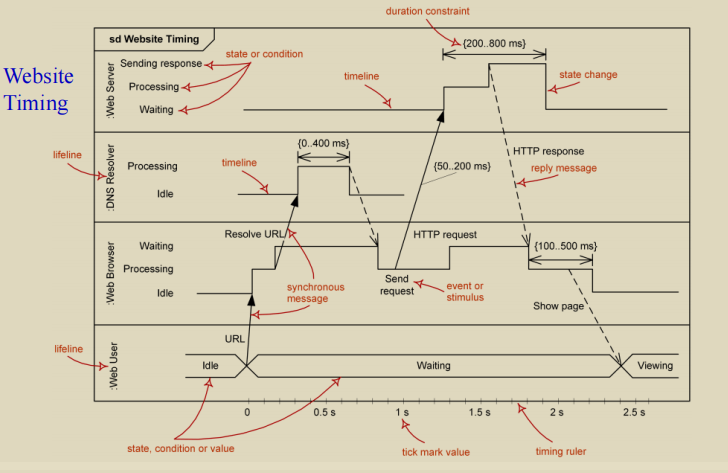 duration constraint
sd Website Timing
{200..800 ms}
state or condition
Sending response
Website
Timing
:Web Server
Processing
timeline
state change
Waiting
lifeline
{0..400 ms}
HTTP response
:DNS Resolver
Processing
timeline
{50..200 ms}
reply message
Idle
Resolve URL
HTTP request
:Web Browser
Waiting
{100..500 ms}
Processing
Send
request
synchronous
message
event or
stimulus
Idle
Show page
URL
lifeline
:Web User
Idle
Waiting
Viewing
0
0.5 s
1 s
1.5 s
2 s
2.5 s
state, condition or value
tick mark value
timing ruler